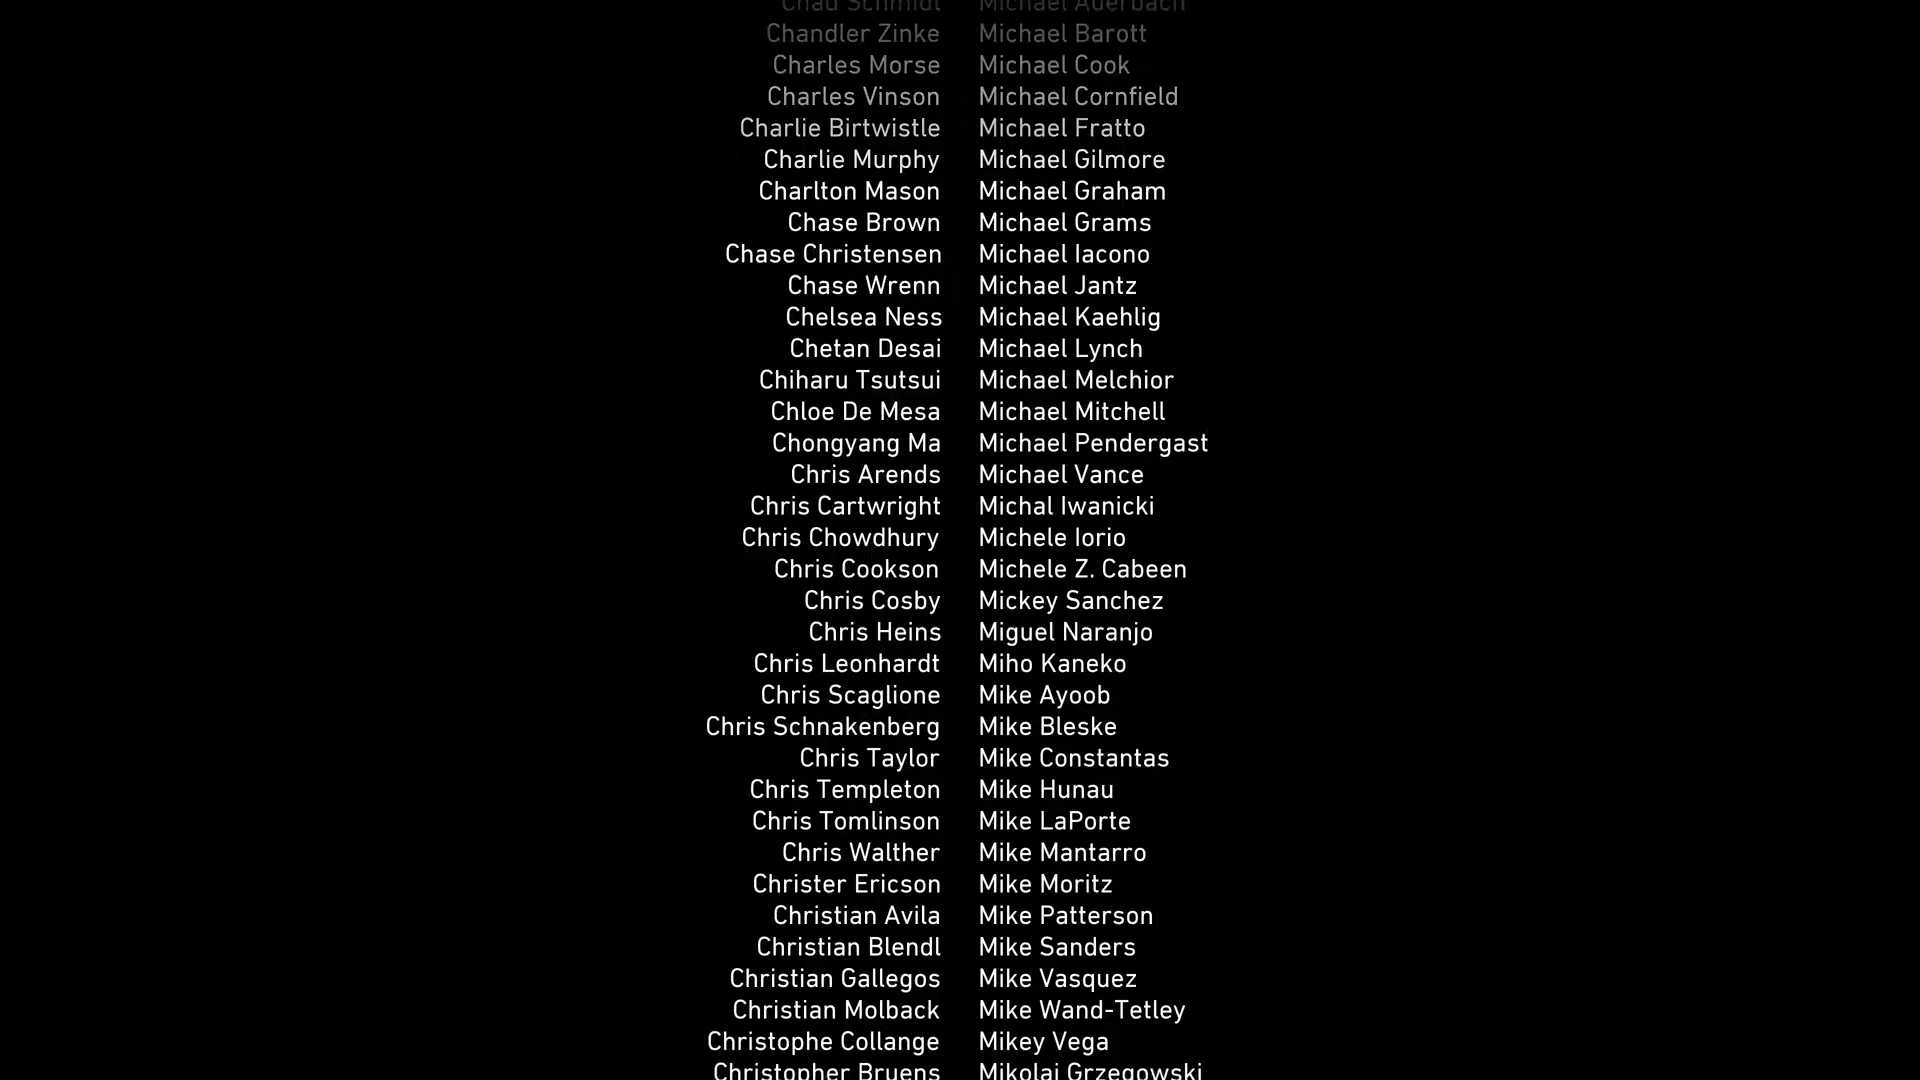 Chad Schmidt Michael Auerbach
Chandler Zinke Michael Barott
Charles Morse Michael Cook
Charles Vinson Michael Cornfield
Charlie Birtwistle Michael Fratto
Charlie Murphy Michael Gilmore
Charlton Mason Michael Graham
Chase Brown Michael Grams
Chase Christensen Michael Iacono
Chase Wrenn Michael Jantz
Chelsea Ness Michael Kaehlig
Chetan Desai Michael Lynch
Chiharu Tsutsui Michael Melchior
Chloe De Mesa Michael Mitchell
Chongyang Ma Michael Pendergast
Chris Arends Michael Vance
Chris Cartwright Michal Iwanicki
Chris Chowdhury Michele Iorio
Chris Cookson Michele Z. Cabeen
Chris Cosby Mickey Sanchez
Chris Heins Miguel Naranjo
Chris Leonhardt Miho Kaneko
Chris Scaglione Mike Ayoob
Chris Schnakenberg Mike Bleske
Chris Taylor Mike Constantas
Chris Templeton Mike Hunau
Chris Tomlinson Mike LaPorte
Chris Walther Mike Mantarro
Christer Ericson Mike Moritz
Christian Avila Mike Patterson
Christian Blendl Mike Sanders
Christian Gallegos Mike Vasquez
Christian Molback Mike Wand-Tetley
Christophe Collange Mikey Vega
Christopher Bruens Mikolaj Grzegowski